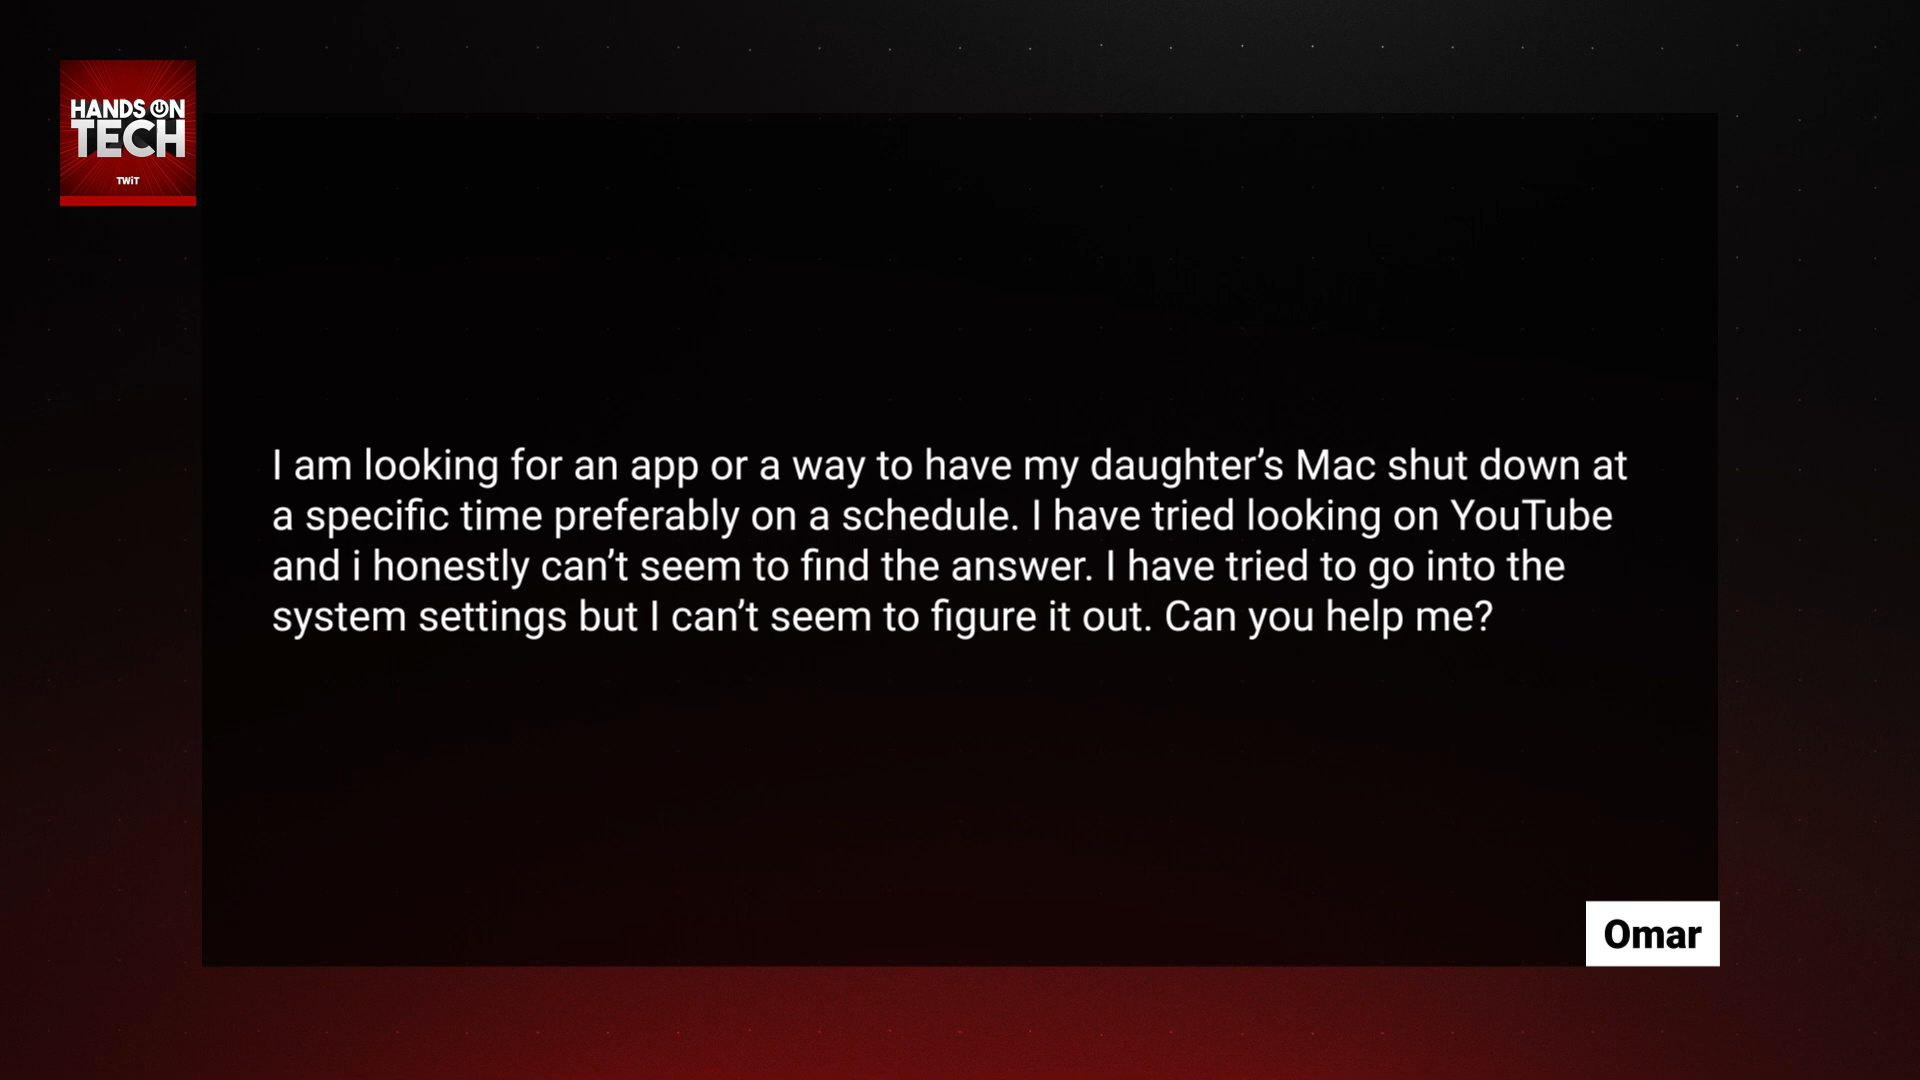 HANDS ON
TECH
TWiT
I am looking for an app or a way to have my daughter’s Mac shut down at
a specific time preferably on a schedule. I have tried looking on YouTube
and i honestly can’t seem to find the answer. I have tried to go into the
system settings but I can’t seem to figure it out. Can you help me?
Omar